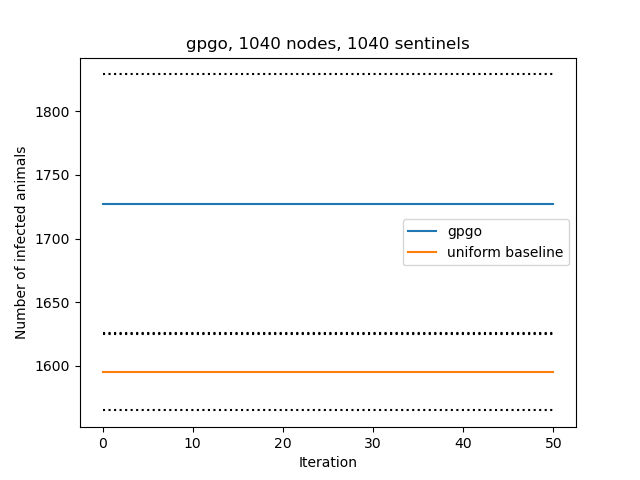 gpgo, 1040 nodes, 1040 sentinels
Number of infected animals
1800
1750
1700
1650
1600
gpgo
uniform baseline
0 10 20 30 40 50
Iteration